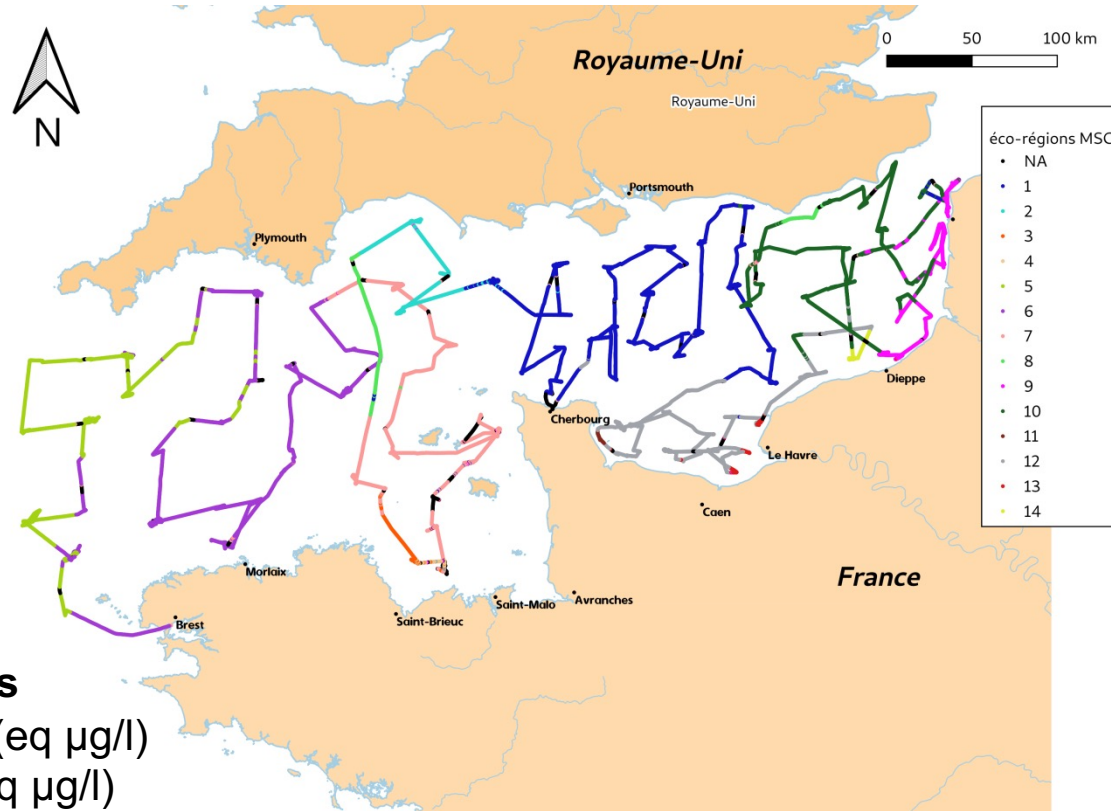 N
Royaume-Uni
Royaume-Uni
0 50 100 km
Portsmouth
Plymouth
Cherbourg
Dieppe
Le Havre
Caen
France
Morlaix
Brest
Saint-Brieuc
Saint-Malo
Avranches
éco-régions MSC
NA
1
2
3
4
5
6
7
8
9
10
11
12
13
14
s
(eq µg/l)
q µg/l)